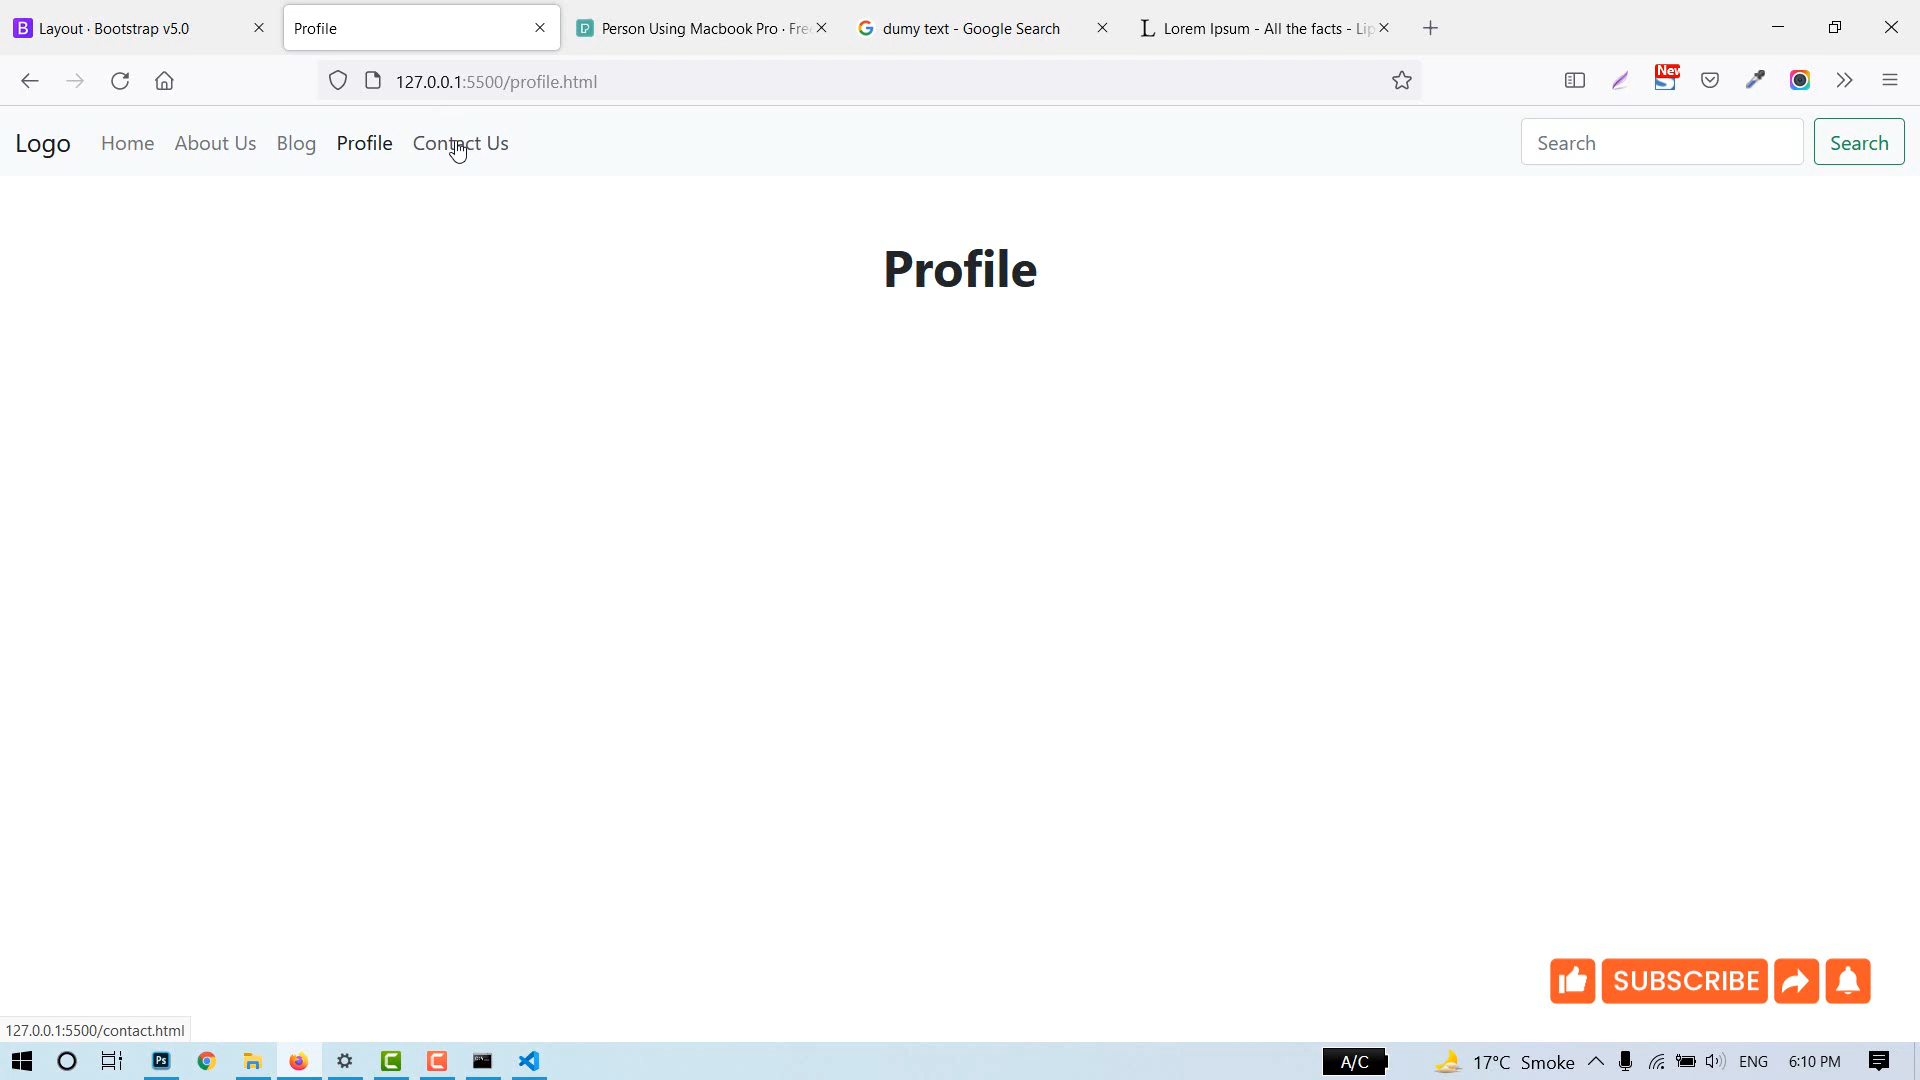 Layout · Bootstrap v5.0
Profile
Person Using Macbook Pro · Fre
dumy text - Google Search
Lorem Ipsum - All the facts - Lip
127.0.0.1:5500/profile.html
New
Logo Home About Us Blog Profile Contact Us
Search
Search
Profile
SUBSCRIBE
127.0.0.1:5500/contact.html
A/C
17°C Smoke
ENG
6:10 PM